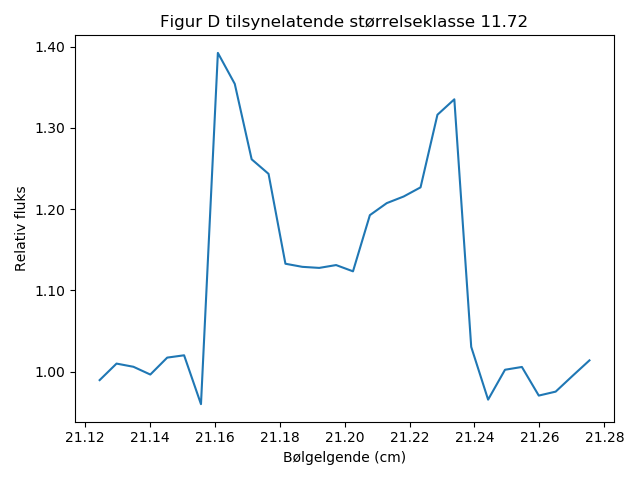 Figur D tilsynelatende størrelseklasse 11.72
1.40
1.30
1.20
1.10
1.00
Relativ fluks
21.12 21.14 21.16 21.18 21.20 21.22 21.24 21.26 21.28
Bølgelgende (cm)